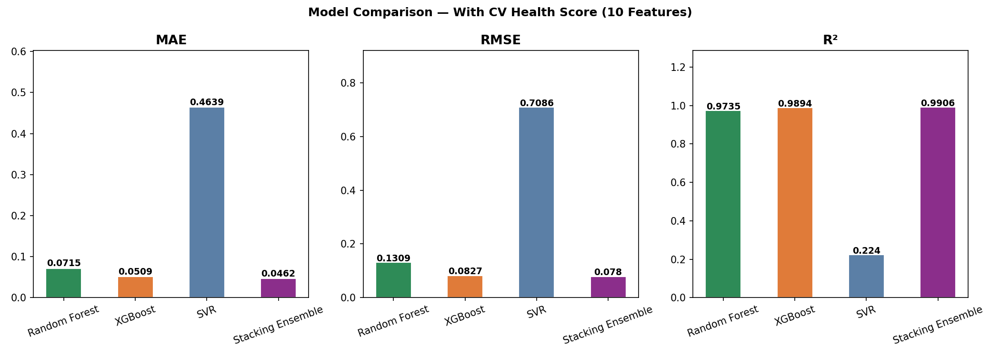 Model Comparison — With CV Health Score (10 Features)
MAE
0.6
0.5
0.4
0.3
0.2
0.1
0.0
0.0715
0.0509
0.4639
0.0462
Random Forest
XGBoost
SVR
Stacking Ensemble
RMSE
0.8
0.6
0.4
0.2
0.0
0.1309
0.0827
0.7086
0.078
Random Forest
XGBoost
SVR
Stacking Ensemble
R²
1.2
1.0
0.8
0.6
0.4
0.2
0.0
0.9735
0.9894
0.224
0.9906
Random Forest
XGBoost
SVR
Stacking Ensemble